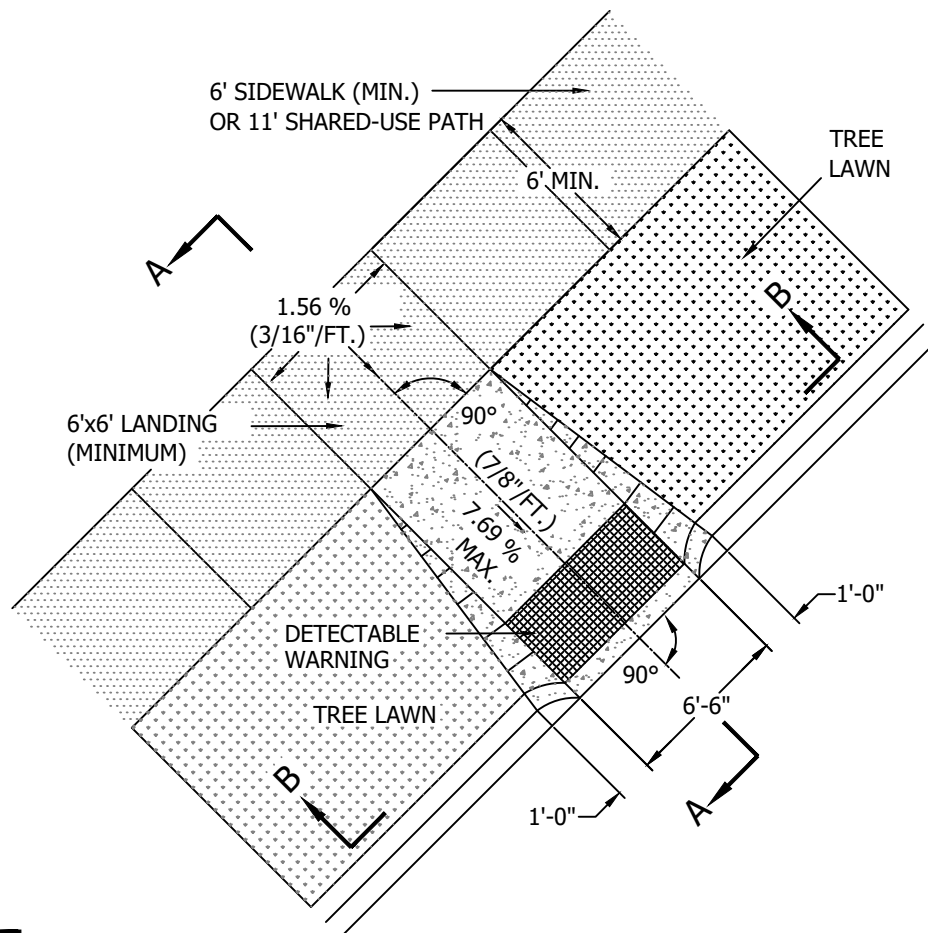 6' SIDEWALK (MIN.)
OR 11' SHARED-USE PATH
TREE
LAWN
6' MIN.
A
B
1.56 %
(3/16"/FT.)
6'x6' LANDING
(MINIMUM)
90°
(7/8"/FT.)
7.69 %
MAX.
1'-0"
DETECTABLE
WARNING
90°
6'-6"
TREE LAWN
B
A
1'-0"